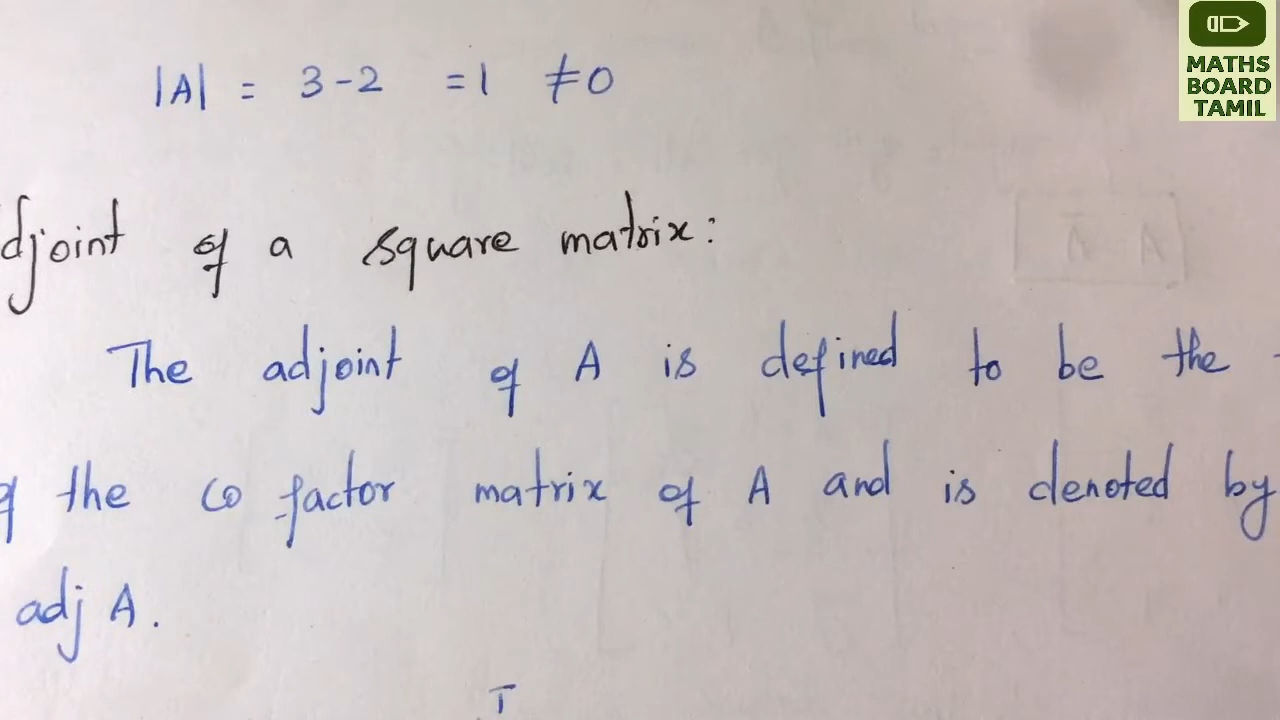 |A| = 3-2 =1 ≠0
MATHS
BOARD
TAMIL
djoint of a square matrix:
The adjoint of A is defined to be the
of the co factor matrix of A and is denoted by
adj A.
T